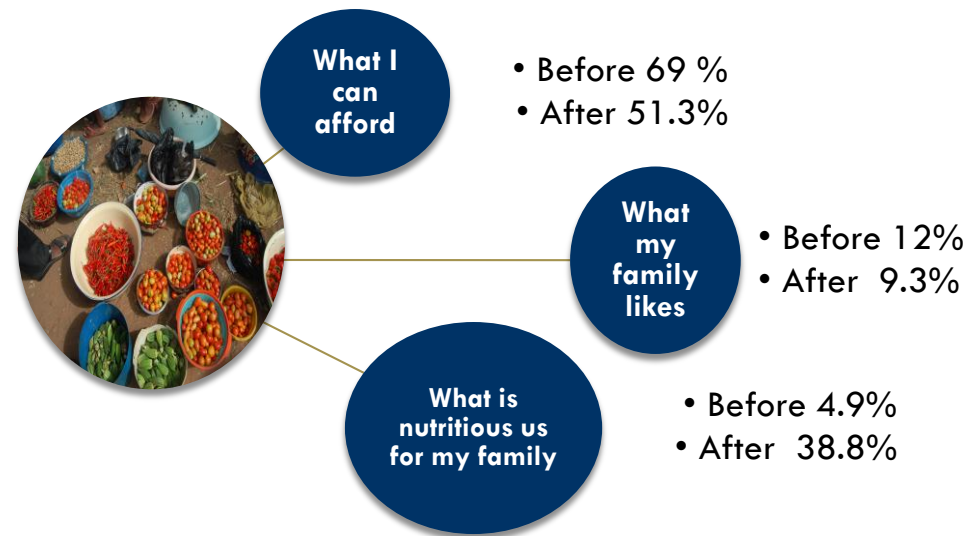 What I
can
afford
• Before 69 %
• After 51.3%
What
my
family
likes
• Before 12%
• After 9.3%
What is
nutritious us
for my family
• Before 4.9%
• After 38.8%